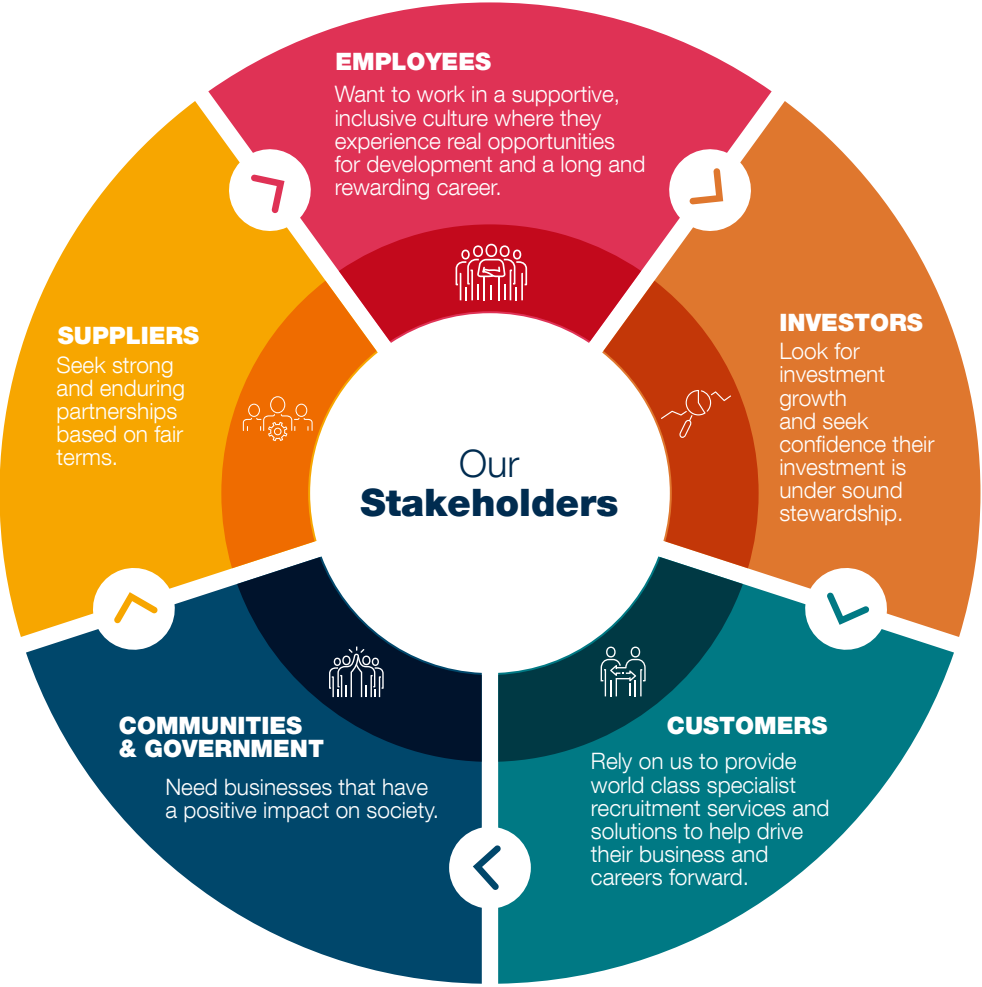 EMPLOYEES
Want to work in a supportive,
inclusive culture where they
experience real opportunities
for development and a long and
rewarding career.
INVESTORS
Look for
investment
growth
and seek
confidence their
investment is
under sound
stewardship.
CUSTOMERS
Rely on us to provide
world class specialist
recruitment services and
solutions to help drive
their business and
careers forward.
COMMUNITIES
& GOVERNMENT
Need businesses that have
a positive impact on society.
SUPPLIERS
Seek strong
and enduring
partnerships
based on fair
terms.
Our
Stakeholders